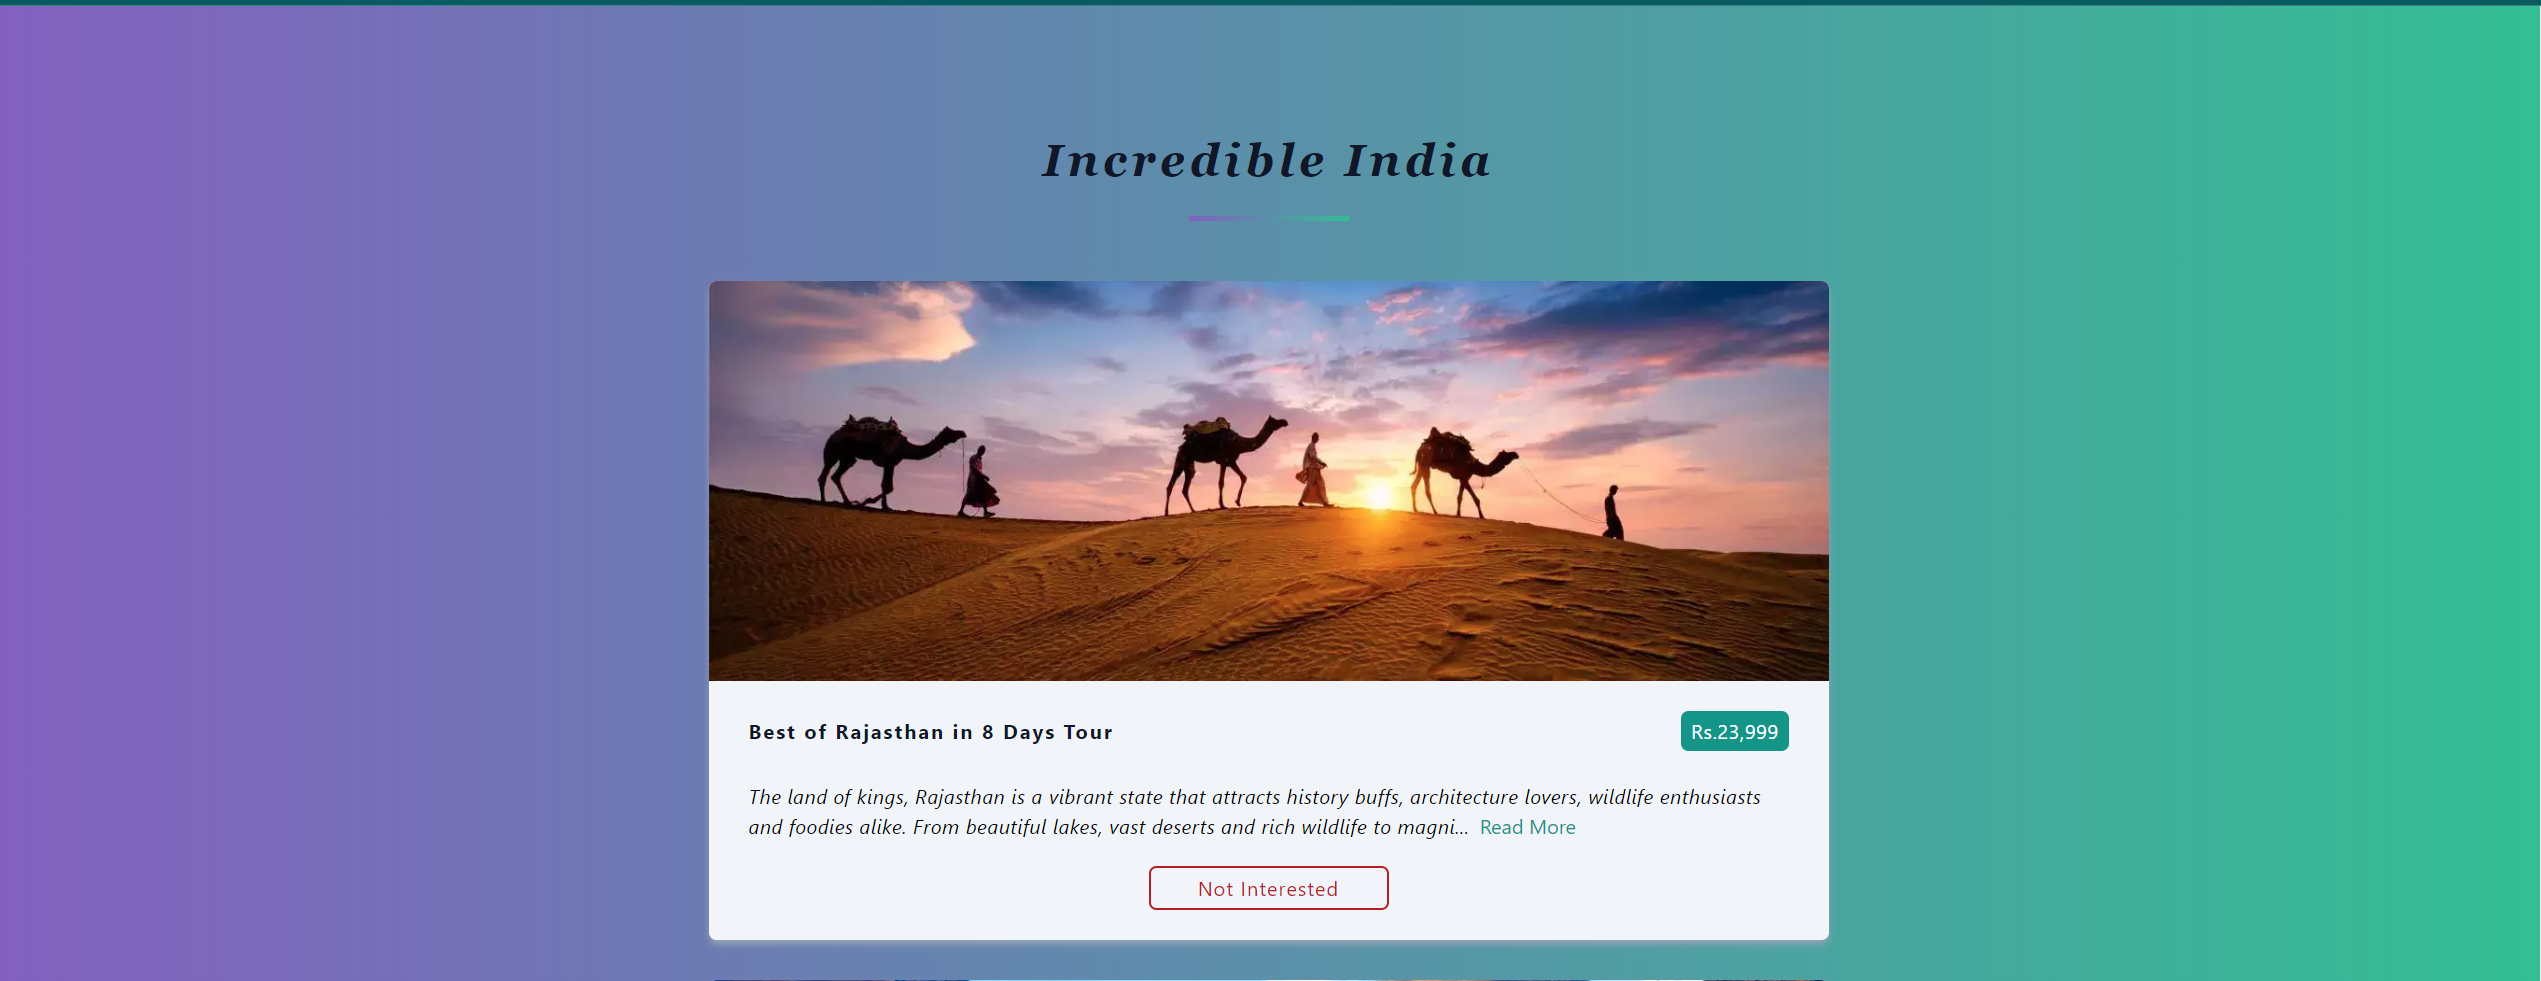 Incredible India
Best of Rajasthan in 8 Days Tour
Rs.23,999
The land of kings, Rajasthan is a vibrant state that attracts history buffs, architecture lovers, wildlife enthusiasts
and foodies alike. From beautiful lakes, vast deserts and rich wildlife to magni... Read More
Not Interested